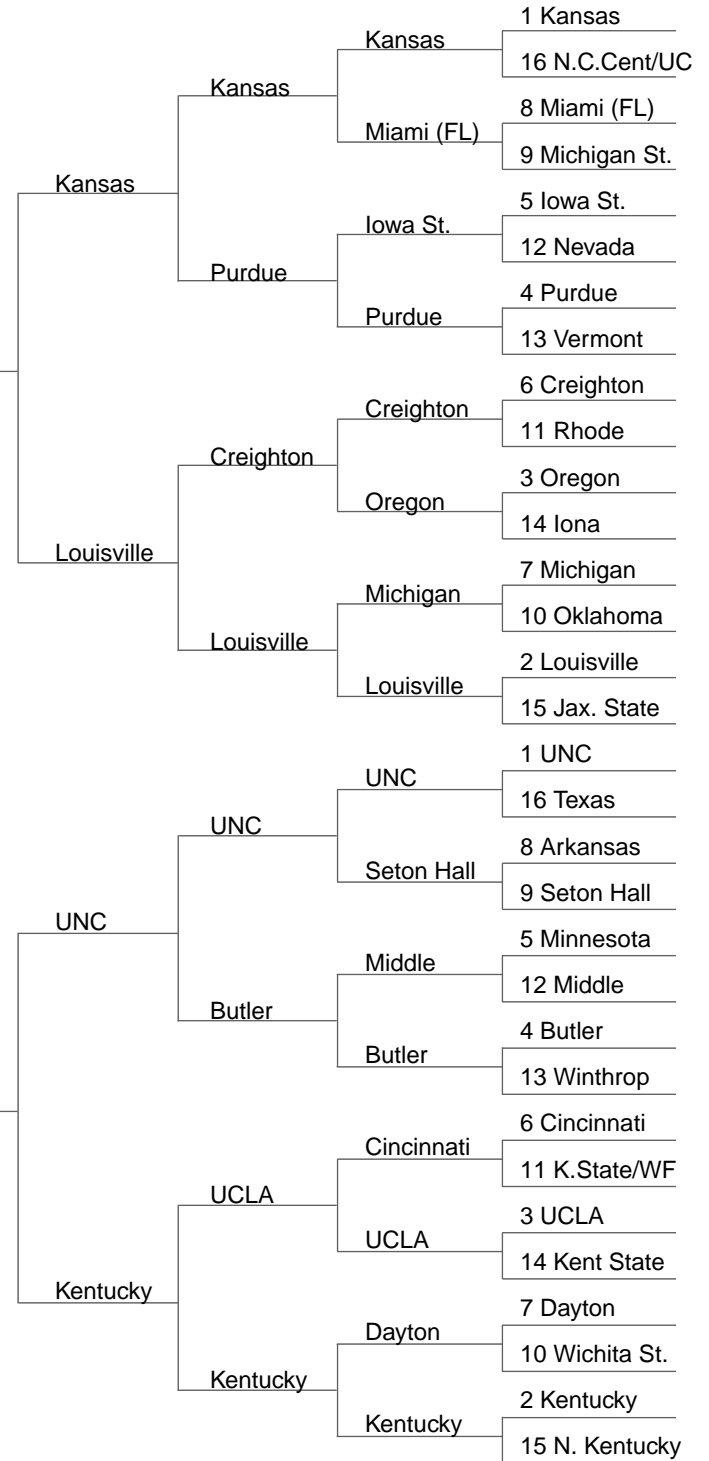 1 Kansas
Kansas
16 N.C.Cent/UC
Kansas
8 Miami (FL)
Miami (FL)
9 Michigan St.
Kansas
5 Iowa St.
Iowa St.
12 Nevada
Purdue
4 Purdue
Purdue
13 Vermont
6 Creighton
Creighton
11 Rhode
Creighton
3 Oregon
Oregon
14 Iona
Louisville
7 Michigan
Michigan
10 Oklahoma
Louisville
2 Louisville
Louisville
15 Jax. State
1 UNC
UNC
16 Texas
UNC
8 Arkansas
Seton Hall
9 Seton Hall
UNC
5 Minnesota
Middle
12 Middle
Butler
4 Butler
Butler
13 Winthrop
6 Cincinnati
Cincinnati
11 K.State/WF
UCLA
3 UCLA
UCLA
14 Kent State
Kentucky
7 Dayton
Dayton
10 Wichita St.
Kentucky
2 Kentucky
Kentucky
15 N. Kentucky